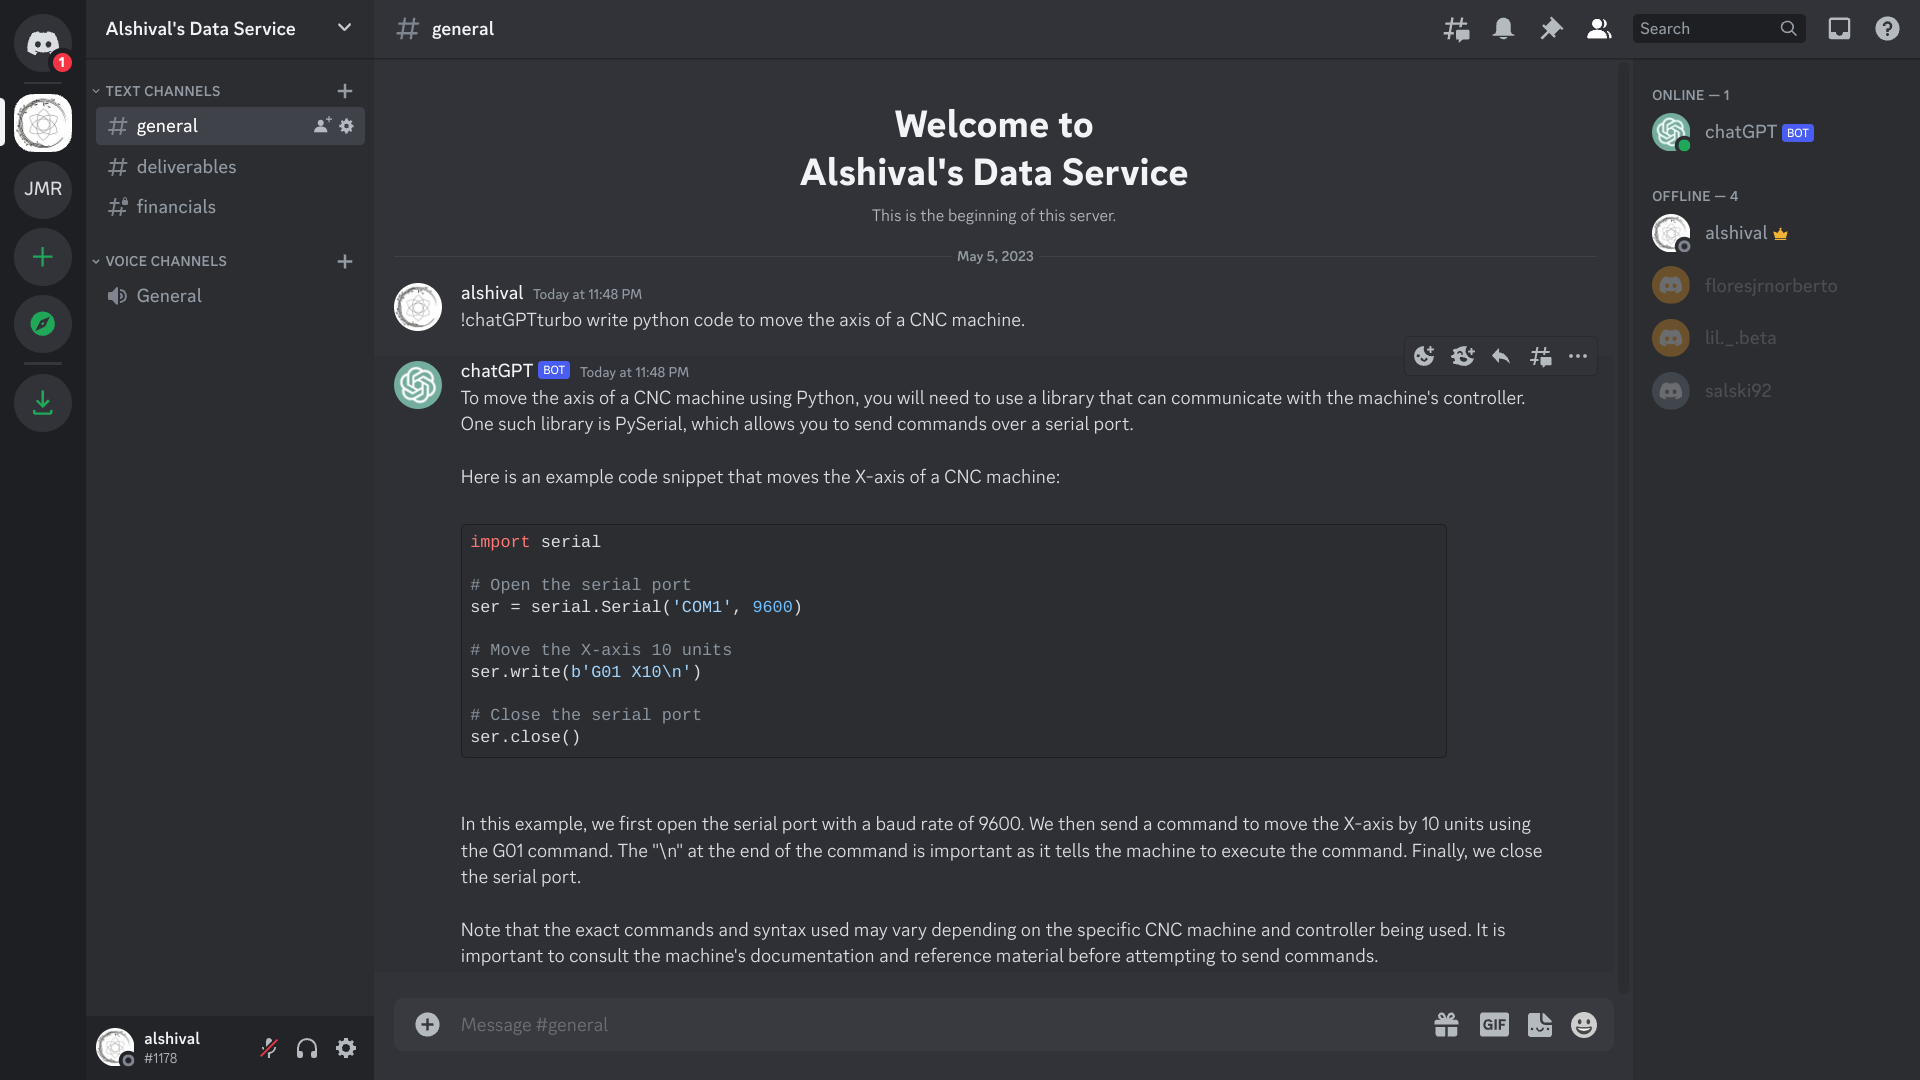 1
JMR
Alshival's Data Service
TEXT CHANNELS
general
deliverables
financials
VOICE CHANNELS
General
alshival
#1178
general
Search
Welcome to
Alshival's Data Service
This is the beginning of this server.
May 5, 2023
alshival Today at 11:48 PM
!chatGPTturbo write python code to move the axis of a CNC machine.
chatGPT BOT Today at 11:48 PM
To move the axis of a CNC machine using Python, you will need to use a library that can communicate with the machine's controller.
One such library is PySerial, which allows you to send commands over a serial port.
Here is an example code snippet that moves the X-axis of a CNC machine:
import serial
# Open the serial port
ser = serial.Serial('COM1', 9600)
# Move the X-axis 10 units
ser.write(b'G01 X10\n')
# Close the serial port
ser.close()
In this example, we first open the serial port with a baud rate of 9600. We then send a command to move the X-axis by 10 units using
the G01 command. The "\n" at the end of the command is important as it tells the machine to execute the command. Finally, we close
the serial port.
Note that the exact commands and syntax used may vary depending on the specific CNC machine and controller being used. It is
important to consult the machine's documentation and reference material before attempting to send commands.
Message #general
GIF
ONLINE — 1
chatGPT BOT
OFFLINE — 4
alshival
floresjrnorberto
lil._.beta
salski92